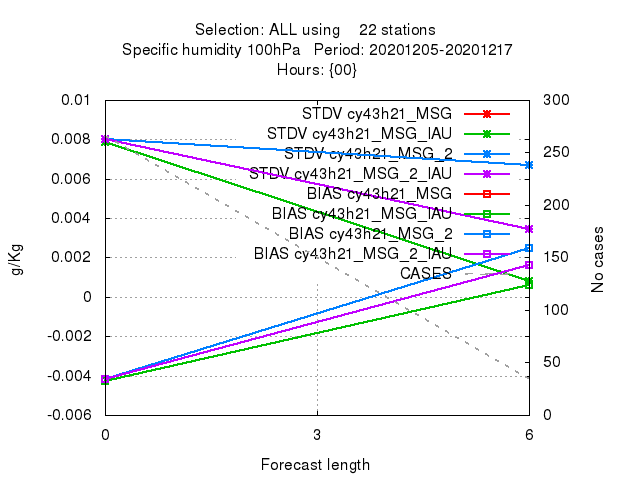 Selection: ALL using    22 stations
Specific humidity 100hPa   Period: 20201205-20201217
Hours: {00}
0.01
0.008
0.006
0.004
0.002
0
-0.002
-0.004
-0.006
g/Kg
STDV cy43h21_MSG
STDV cy43h21_MSG_IAU
STDV cy43h21_MSG_2
STDV cy43h21_MSG_2_IAU
BIAS cy43h21_MSG
BIAS cy43h21_MSG_IAU
BIAS cy43h21_MSG_2
BIAS cy43h21_MSG_2_IAU
CASES
300
250
200
150
100
50
0
No cases
0 3 6
Forecast length